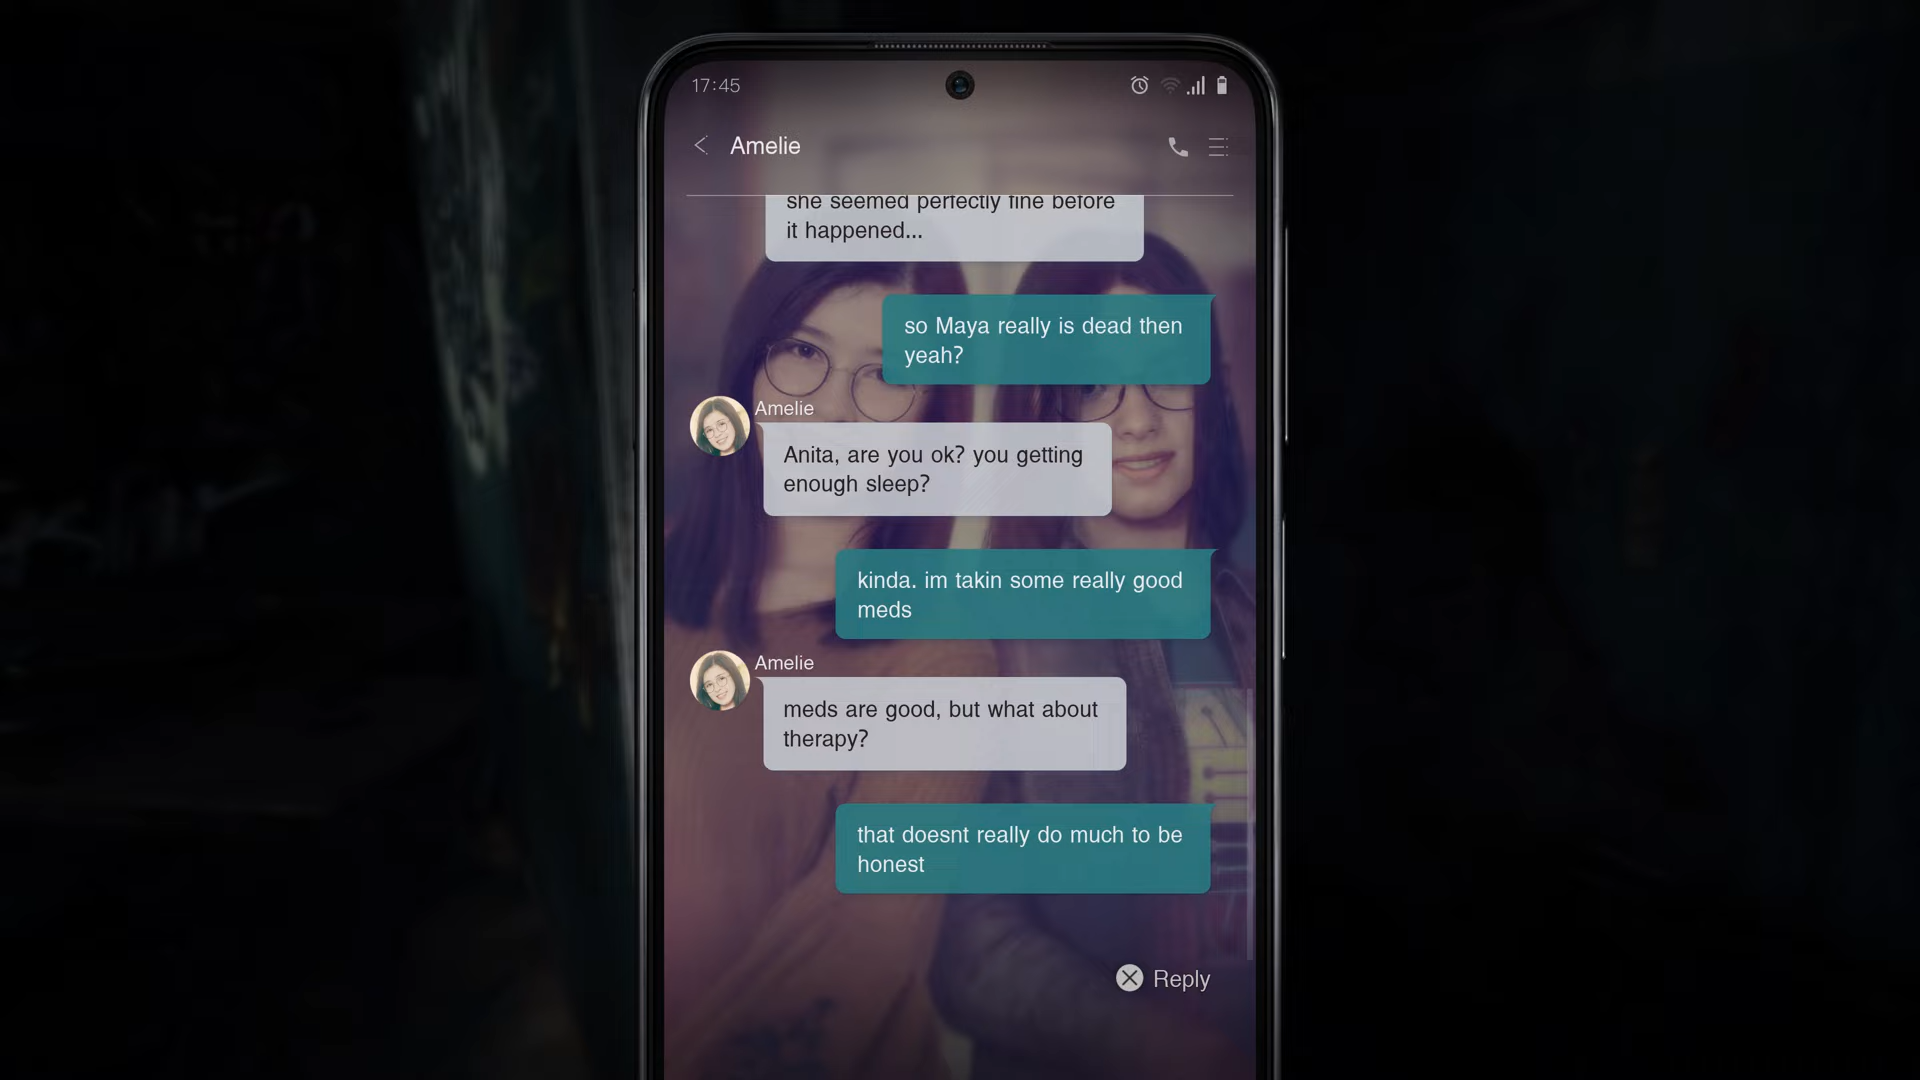 17:45
Amelie
she seemed perfectly fine before
it happened...
so Maya really is dead then
yeah?
Amelie
Anita, are you ok? you getting
enough sleep?
kinda. im takin some really good
meds
Amelie
meds are good, but what about
therapy?
that doesnt really do much to be
honest
Reply